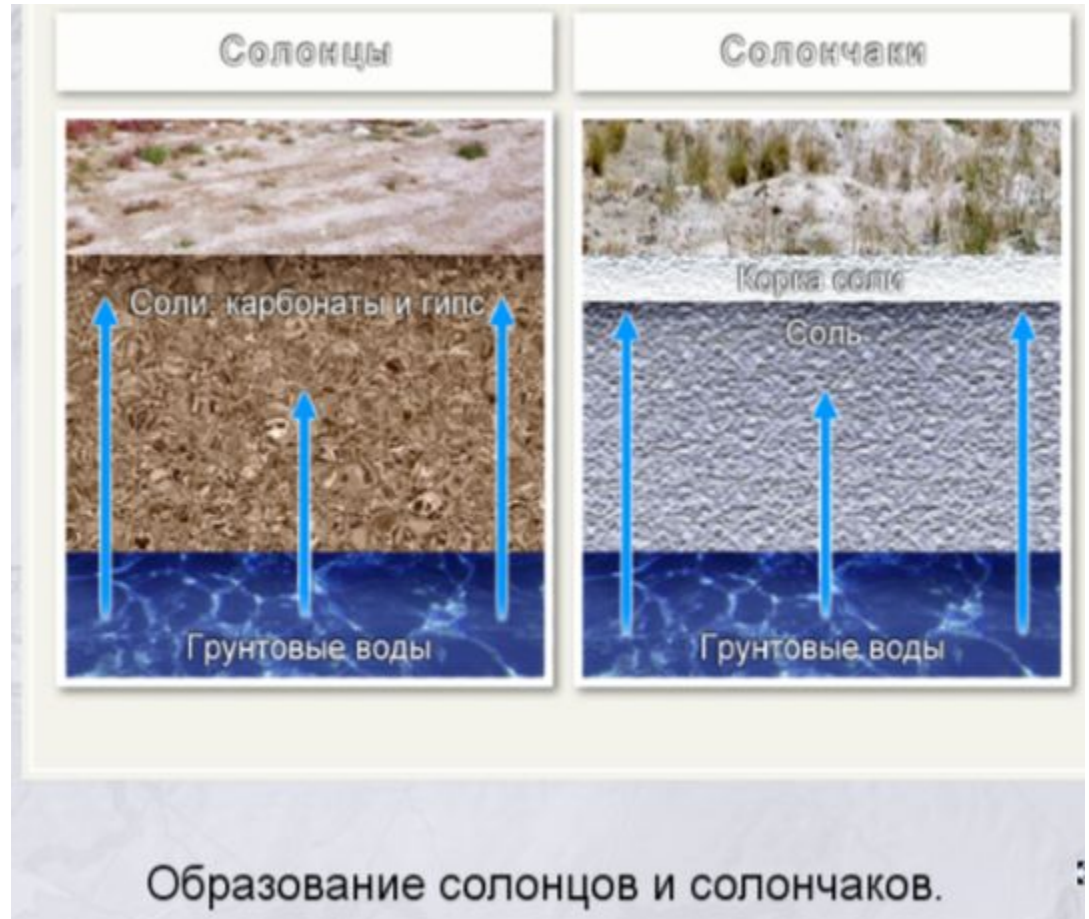 Солонцы
Солончаки
Соли: карбонаты и гипс
Грунтовые воды
Корка соли
Соль
Грунтовые воды
Образование солонцов и солончаков.